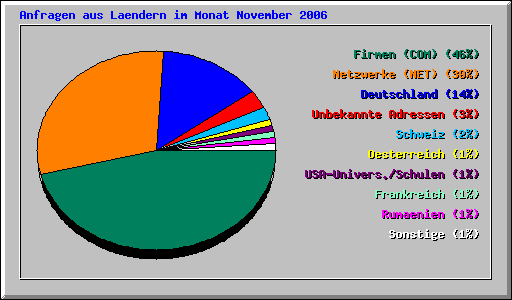 Anfragen aus Laendern im Monat November 2006
Firmen (COM) (46%)
Netzwerke (NET) (30%)
Deutschland (14%)
Unbekannte Adressen (3%)
Schweiz (2%)
Oesterreich (1%)
USA-Univers./Schulen (1%)
Frankreich (1%)
Rumaenien (1%)
Sonstige (1%)